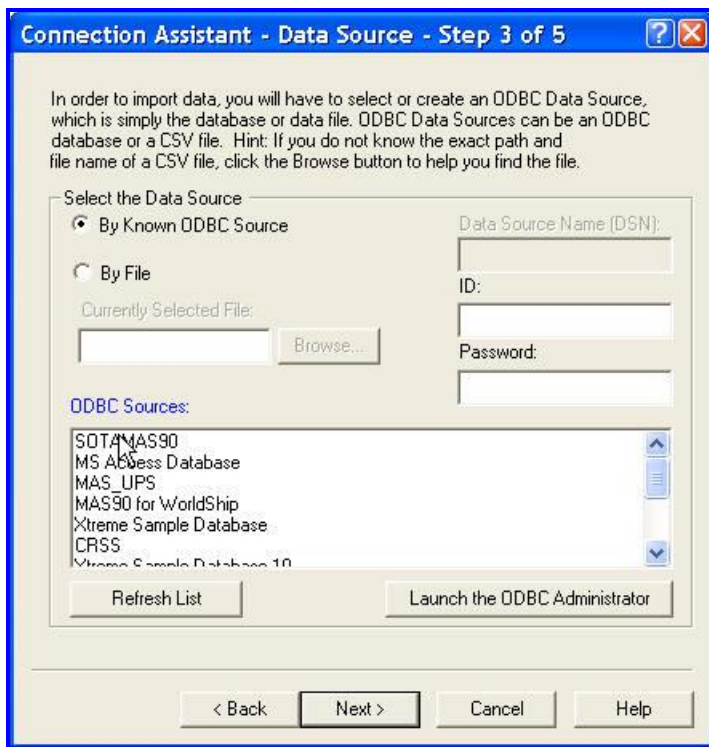 Connection Assistant - Data Source - Step 3 of 5
In order to import data, you will have to select or create an ODBC Data Source,
which is simply the database or data file. ODBC Data Sources can be an ODBC
database or a CSV file. Hint: If you do not know the exact path and
file name of a CSV file, click the Browse button to help you find the file.
Select the Data Source
By Known ODBC Source
Data Source Name (DSN):
By File
ID:
Currently Selected File:
Browse...
Password:
ODBC Sources:
SOTAMAS90
MS Access Database
MAS_UPS
MAS90 for WorldShip
Xtreme Sample Database
CRSS
Xtreme Sample Database 10
Refresh List
Launch the ODBC Administrator
< Back
Next >
Cancel
Help